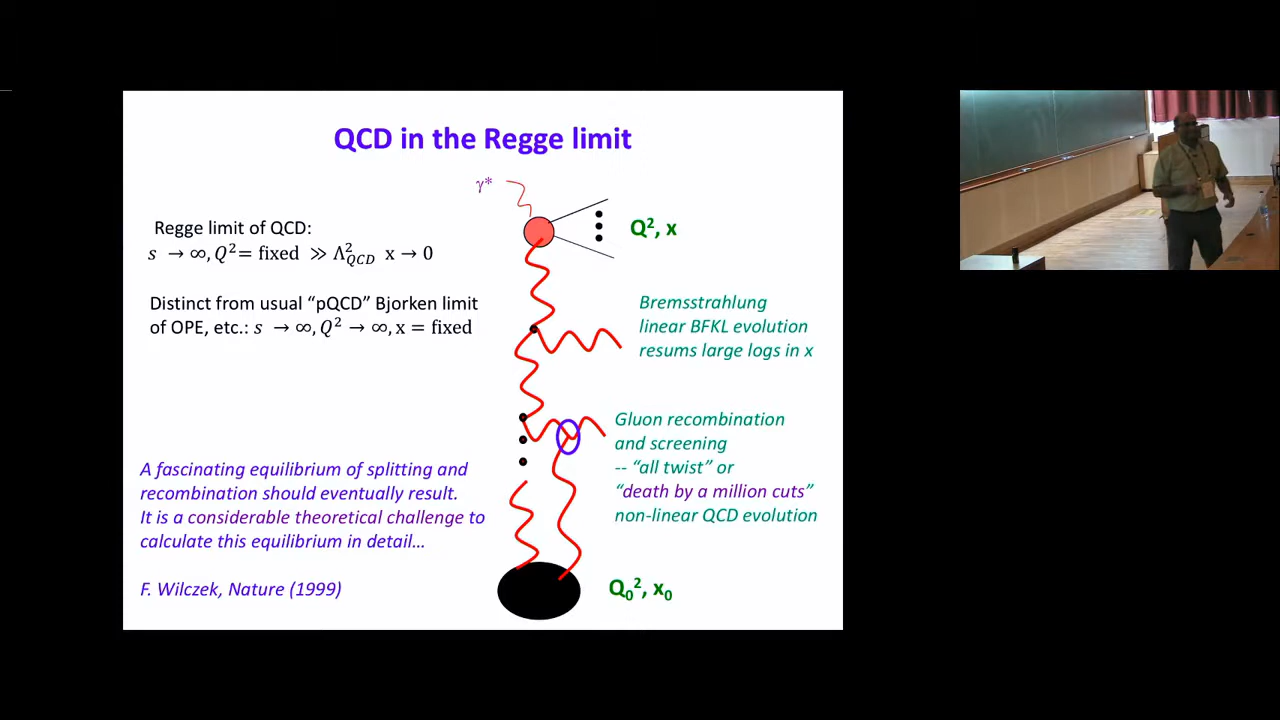 QCD in the Regge limit
γ*
Q², x
Regge limit of QCD:
s → ∞, Q² = fixed ≫ Λ²_QCD x → 0
Distinct from usual “pQCD” Bjorken limit
of OPE, etc.: s → ∞, Q² → ∞, x = fixed
Bremsstrahlung
linear BFKL evolution
resums large logs in x
Gluon recombination
and screening
-- “all twist” or
“death by a million cuts”
non-linear QCD evolution
A fascinating equilibrium of splitting and
recombination should eventually result.
It is a considerable theoretical challenge to
calculate this equilibrium in detail…
F. Wilczek, Nature (1999)
Q₀², x₀